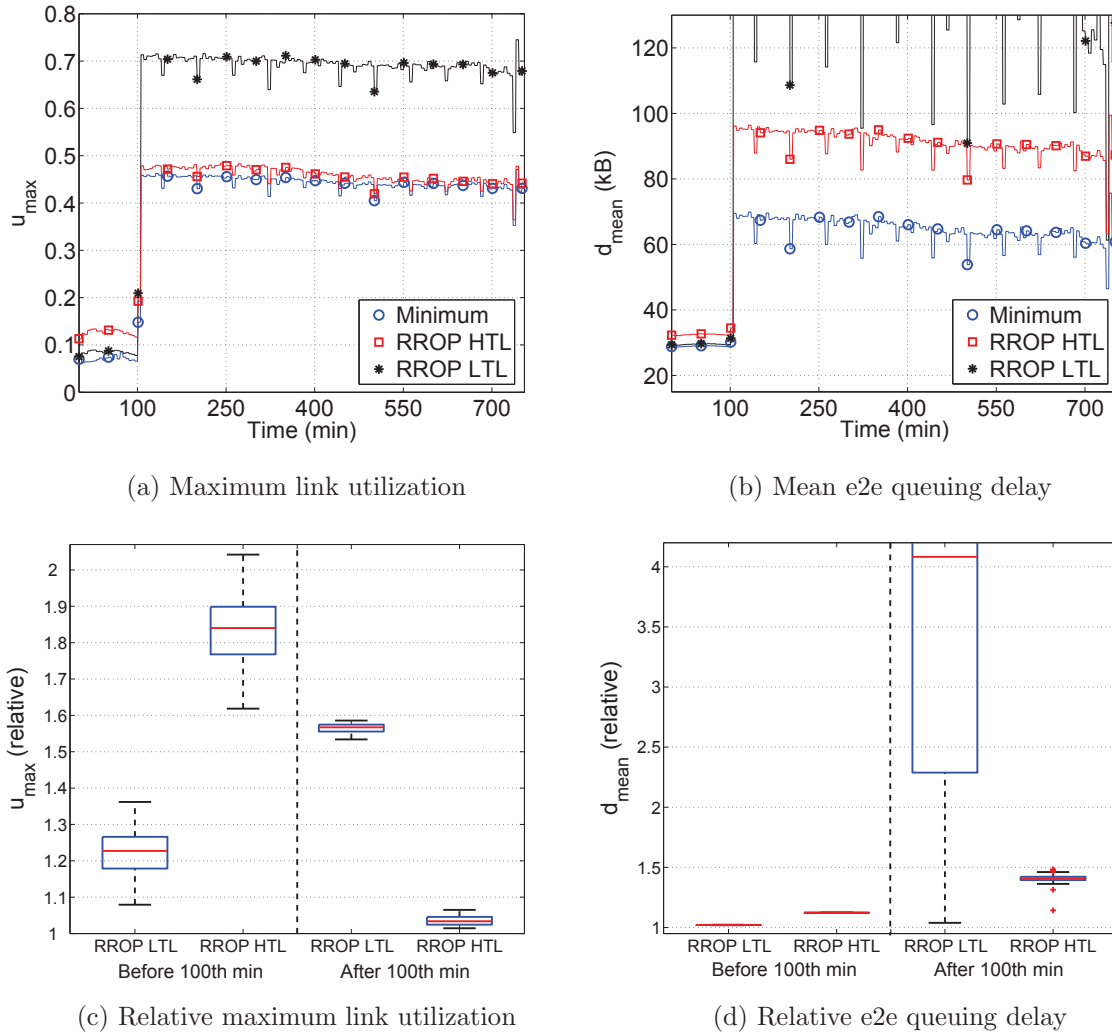 0.8
0.7
0.6
0.5
0.4
0.3
0.2
0.1
0
u_max
100 250 400 550 700
Time (min)
Minimum
RROP HTL
RROP LTL
(a) Maximum link utilization
120
100
80
60
40
20
d_mean (kB)
100 250 400 550 700
Time (min)
Minimum
RROP HTL
RROP LTL
(b) Mean e2e queuing delay
2
1.9
1.8
1.7
1.6
1.5
1.4
1.3
1.2
1.1
1
u_max (relative)
RROP LTL RROP HTL RROP LTL RROP HTL
Before 100th min After 100th min
(c) Relative maximum link utilization
4
3.5
3
2.5
2
1.5
1
d_mean (relative)
RROP LTL RROP HTL RROP LTL RROP HTL
Before 100th min After 100th min
(d) Relative e2e queuing delay